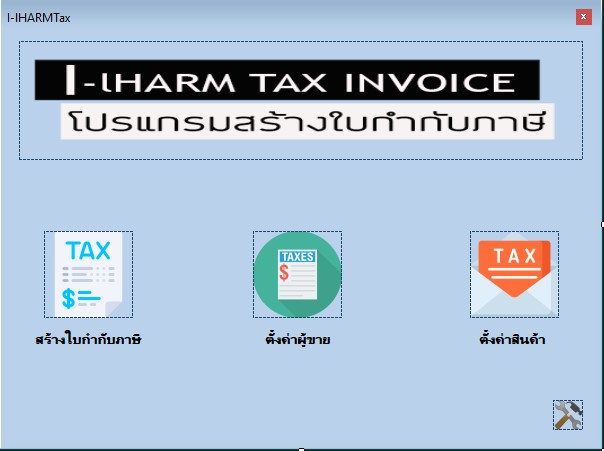 I-IHARMTax
x
I-lHARM TAX INVOICE
โปรแกรมสร้างใบกำกับภาษี
TAX
$
TAXES
$
TAX
สร้างใบกำกับภาษี
ตั้งค่าผู้ขาย
ตั้งค่าสินค้า